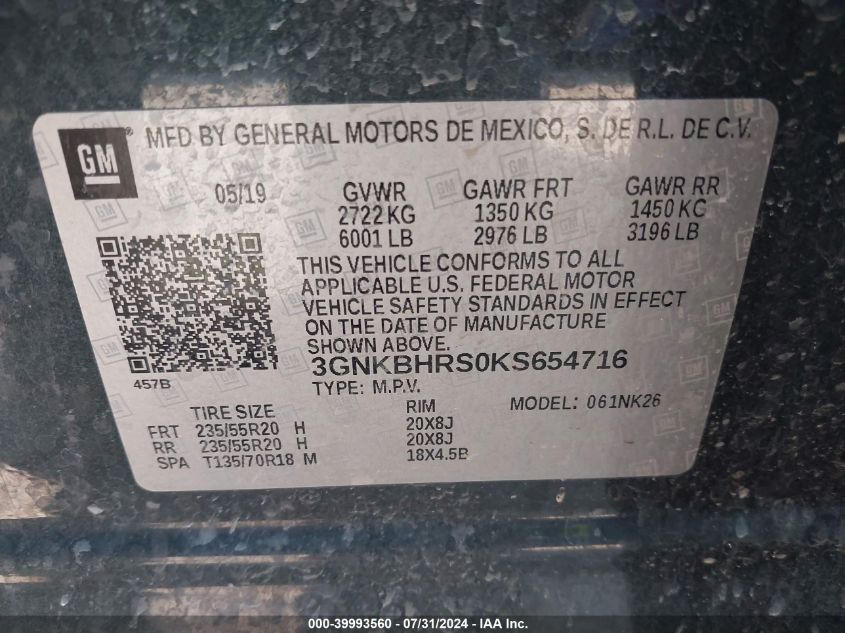 GM ®
MFD BY GENERAL MOTORS DE MEXICO, S. DE R.L. DE C.V.
05/19 GVWR GAWR FRT GAWR RR
2722 KG 1350 KG 1450 KG
6001 LB 2976 LB 3196 LB
THIS VEHICLE CONFORMS TO ALL
APPLICABLE U.S. FEDERAL MOTOR
VEHICLE SAFETY STANDARDS IN EFFECT
ON THE DATE OF MANUFACTURE
SHOWN ABOVE.
3GNKBHRS0KS654716
457B
TYPE: M.P.V.
TIRE SIZE RIM MODEL: 061NK26
FRT 235/55R20 H 20X8J
RR 235/55R20 H 20X8J
SPA T135/70R18 M 18X4.5B
000-39993560 - 07/31/2024 - IAA Inc.